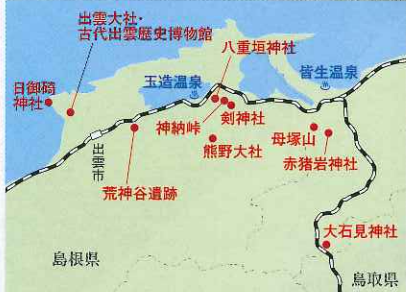 出雲大社・
古代出雲歴史博物館
八重垣神社
日御碕
神社
玉造温泉
皆生温泉
神納峠
剣神社
母塚山
出雲市
熊野大社
赤猪岩神社
荒神谷遺跡
大石見神社
島根県
鳥取県